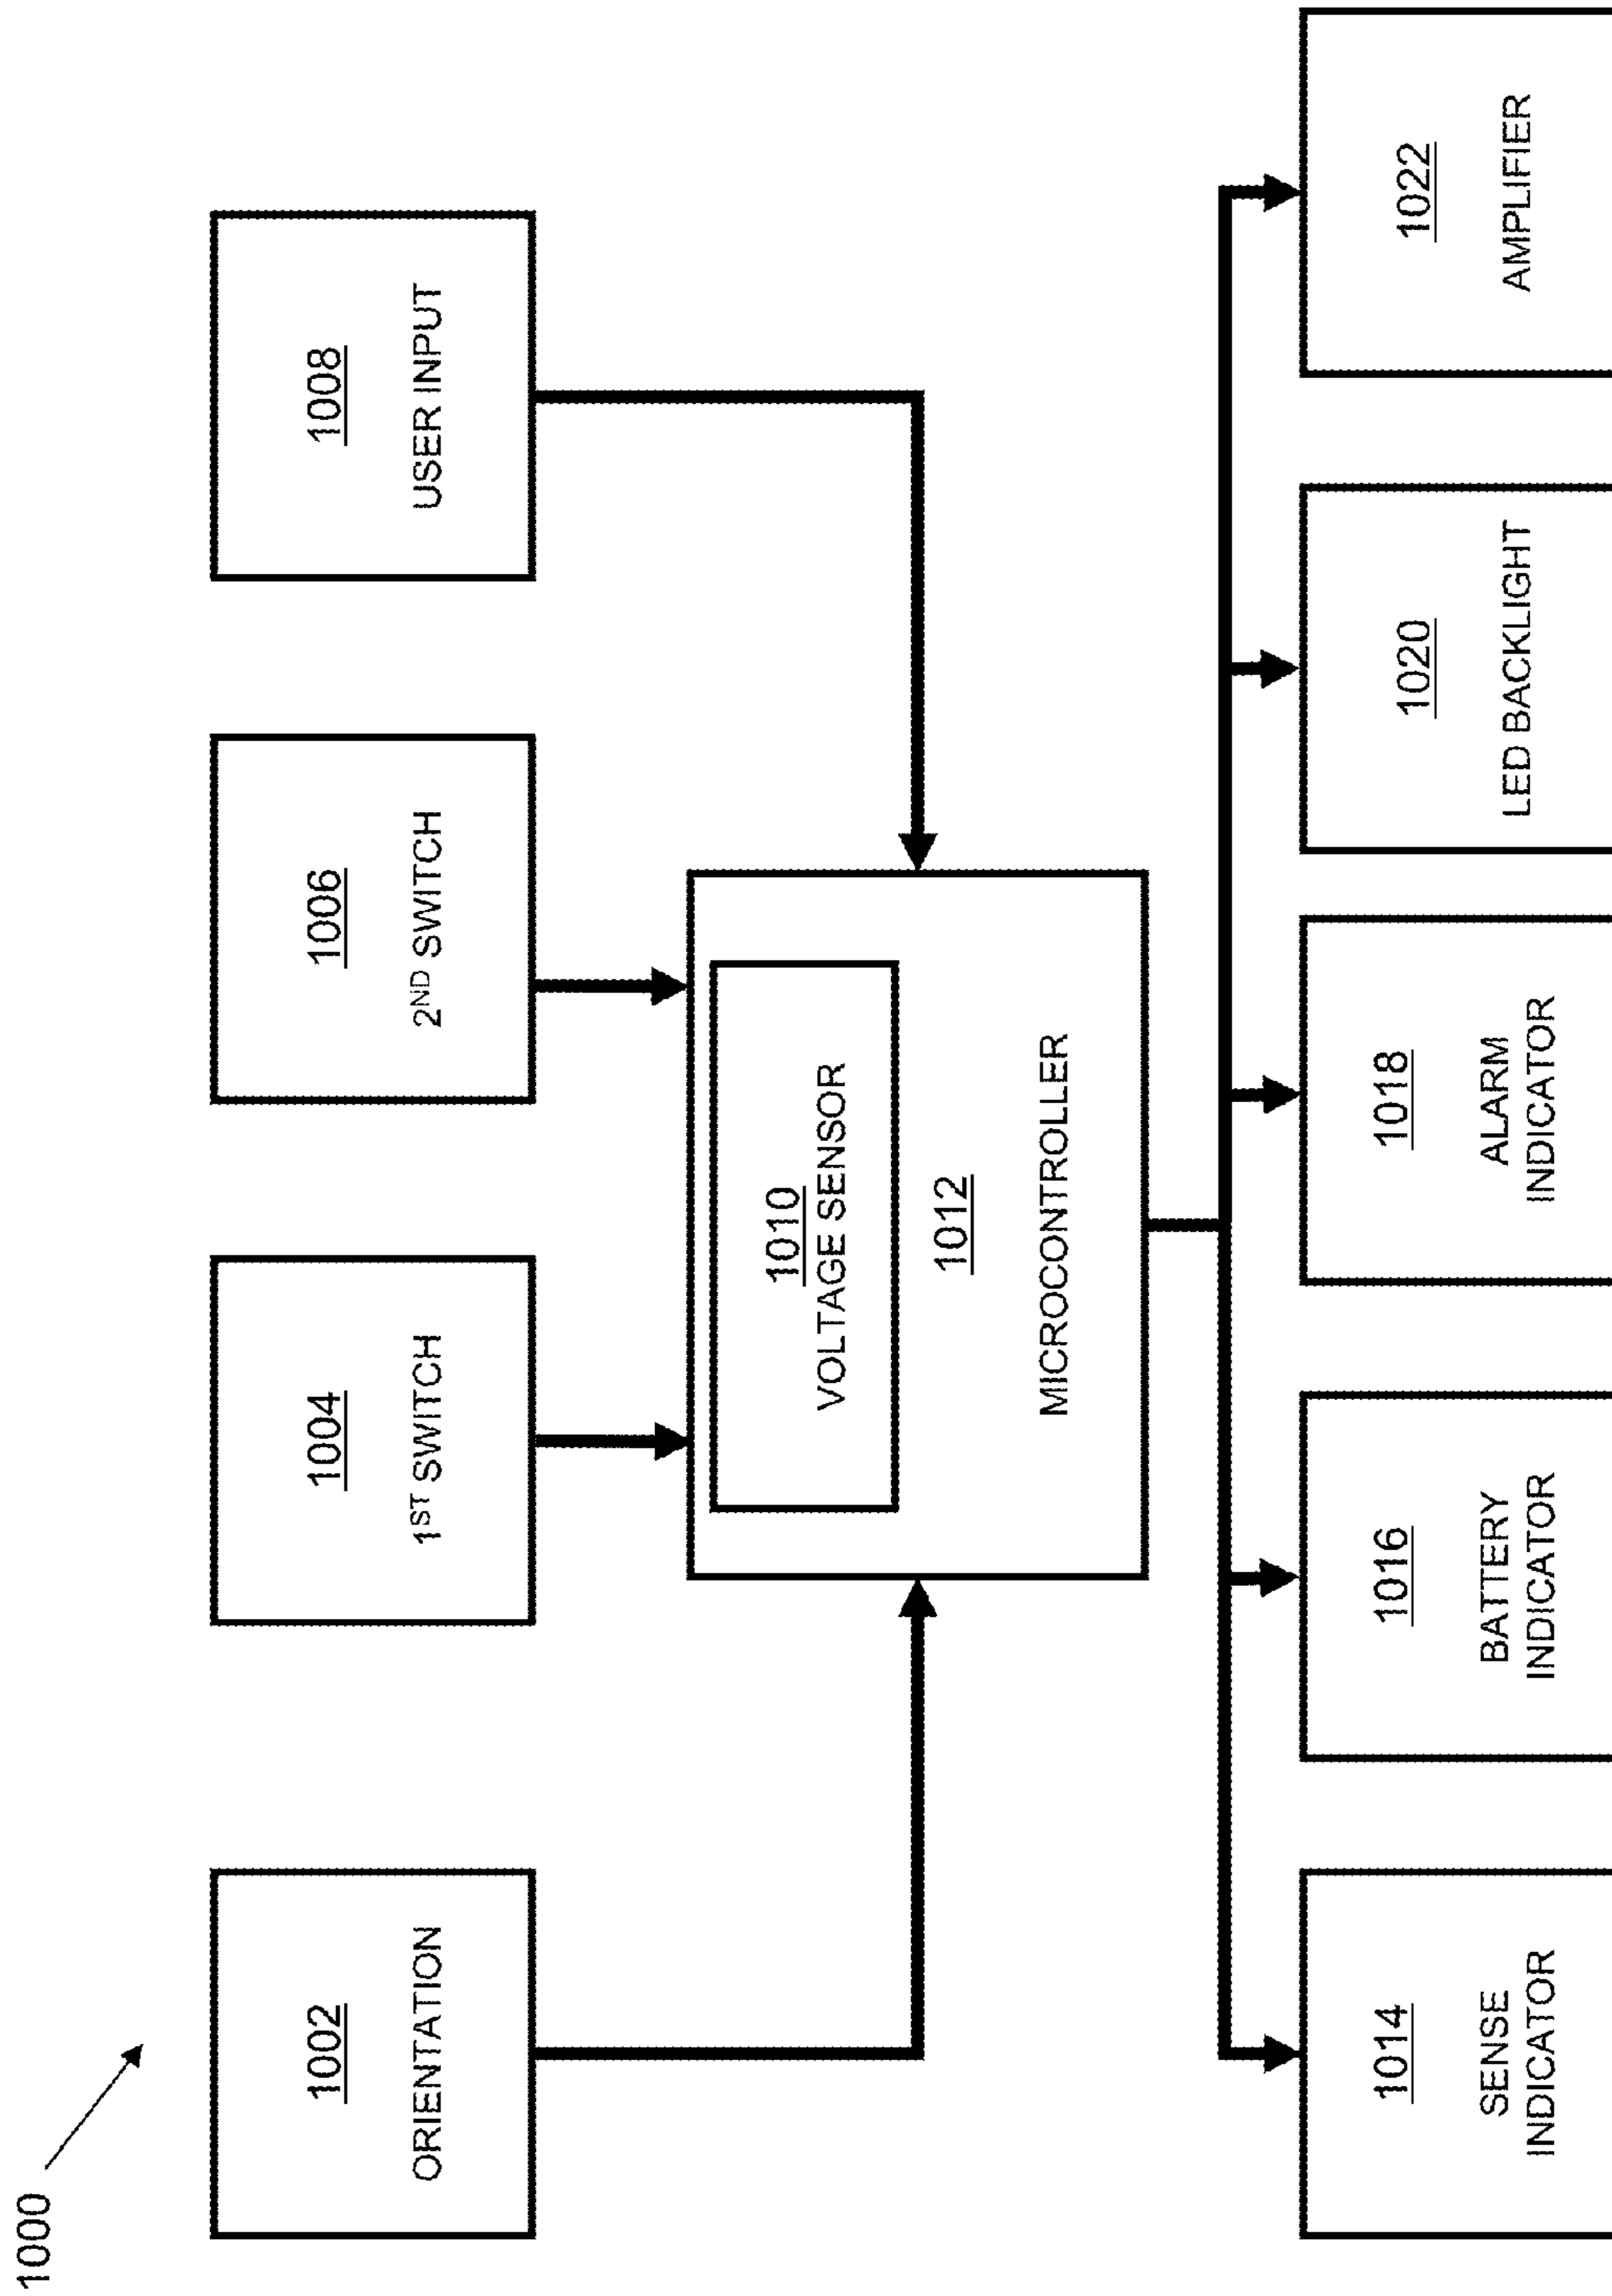 1000
1002
ORIENTATION
1004
1ST SWITCH
1006
2ND SWITCH
1008
USER INPUT
1010
VOLTAGE SENSOR
1012
MICROCONTROLLER
1014
SENSE
INDICATOR
1016
BATTERY
INDICATOR
1018
ALARM
INDICATOR
1020
LED BACKLIGHT
1022
AMPLIFIER